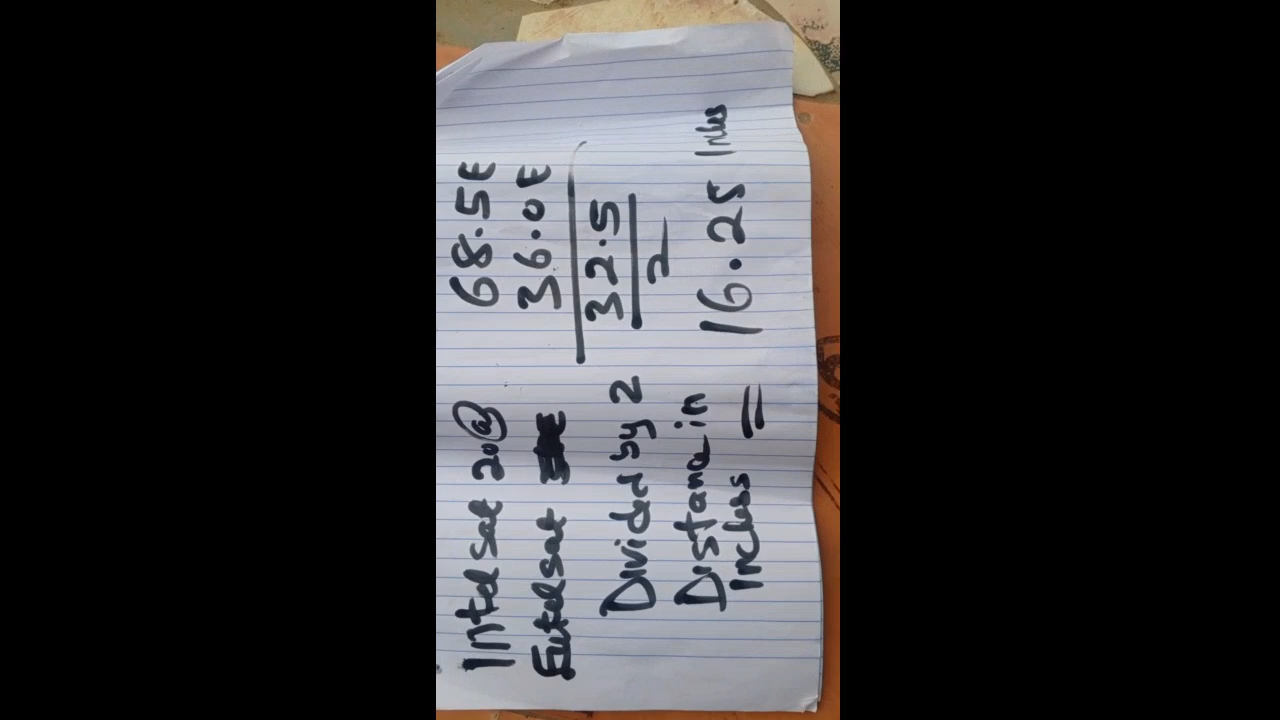 Intelsat 20@ 68.5E
Eutelsat 36.0E
32.5
Divided by 2 2
Distance in
Inches = 16.25 Inches